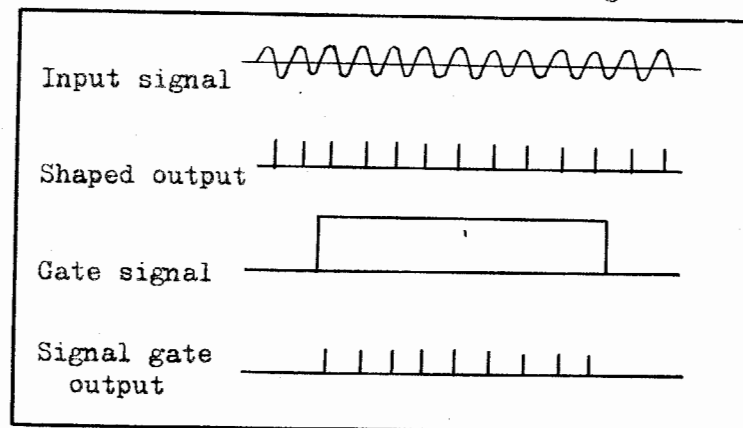 Input signal
Shaped output
Gate signal
Signal gate
output